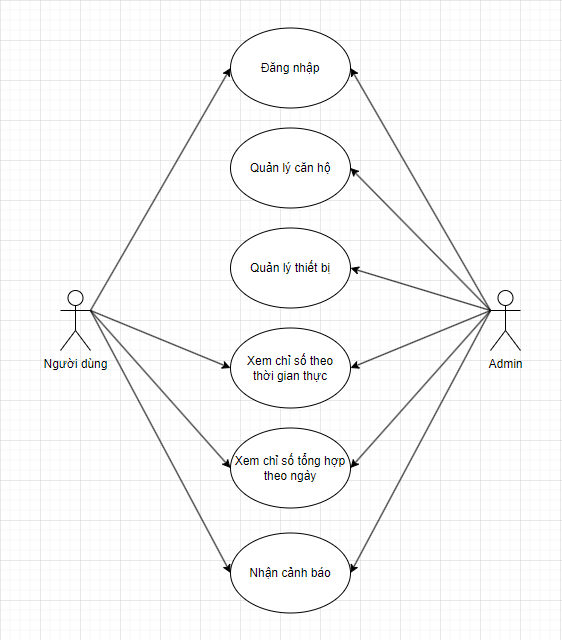 Đăng nhập
Quản lý căn hộ
Quản lý thiết bị
Người dùng
Admin
Xem chỉ số theo
thời gian thực
Xem chỉ số tổng hợp
theo ngày
Nhận cảnh báo